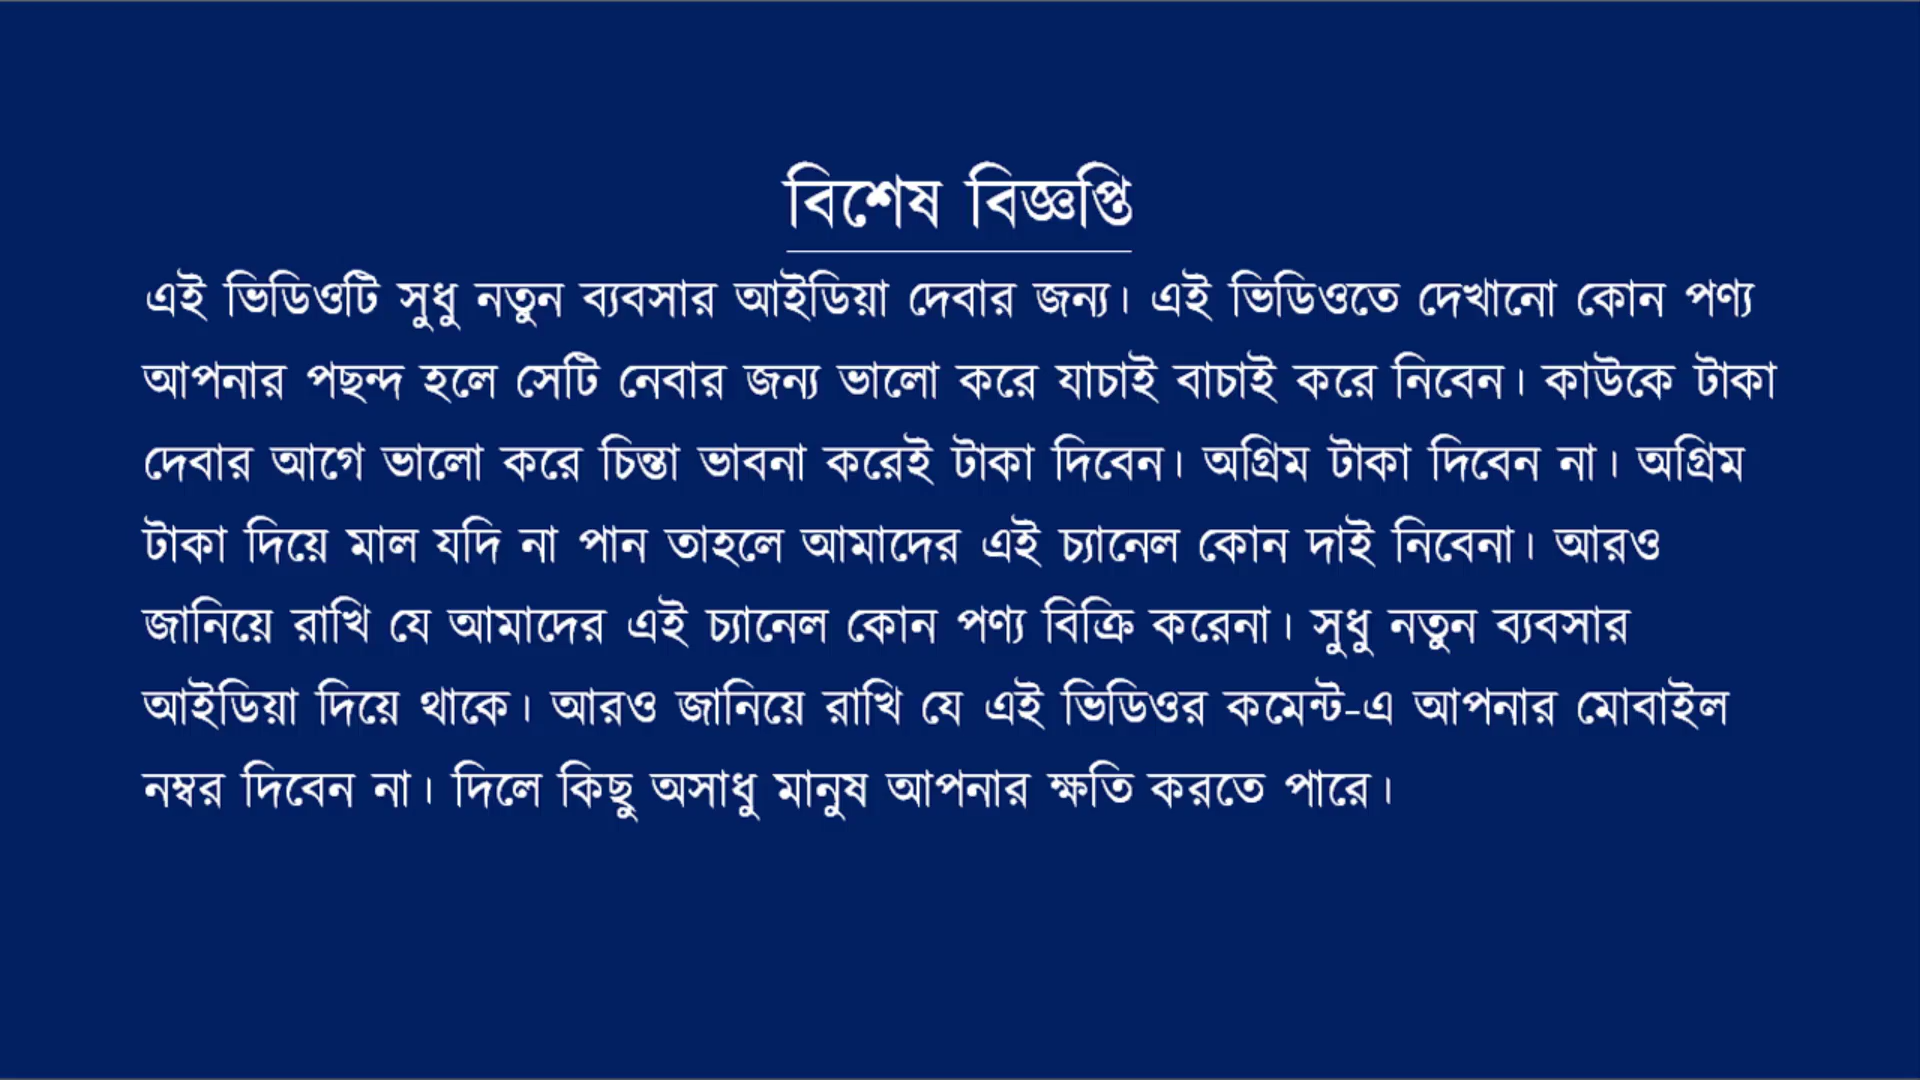 বিশেষ বিজ্ঞপ্তি
এই ভিডিওটি সুধু নতুন ব্যবসার আইডিয়া দেবার জন্য। এই ভিডিওতে দেখানো কোন পণ্য
আপনার পছন্দ হলে সেটি নেবার জন্য ভালো করে যাচাই বাচাই করে নিবেন। কাউকে টাকা
দেবার আগে ভালো করে চিন্তা ভাবনা করেই টাকা দিবেন। অগ্রিম টাকা দিবেন না। অগ্রিম
টাকা দিয়ে মাল যদি না পান তাহলে আমাদের এই চ্যানেল কোন দাই নিবেনা। আরও
জানিয়ে রাখি যে আমাদের এই চ্যানেল কোন পণ্য বিক্রি করেনা। সুধু নতুন ব্যবসার
আইডিয়া দিয়ে থাকে। আরও জানিয়ে রাখি যে এই ভিডিওর কমেন্ট-এ আপনার মোবাইল
নম্বর দিবেন না। দিলে কিছু অসাধু মানুষ আপনার ক্ষতি করতে পারে।